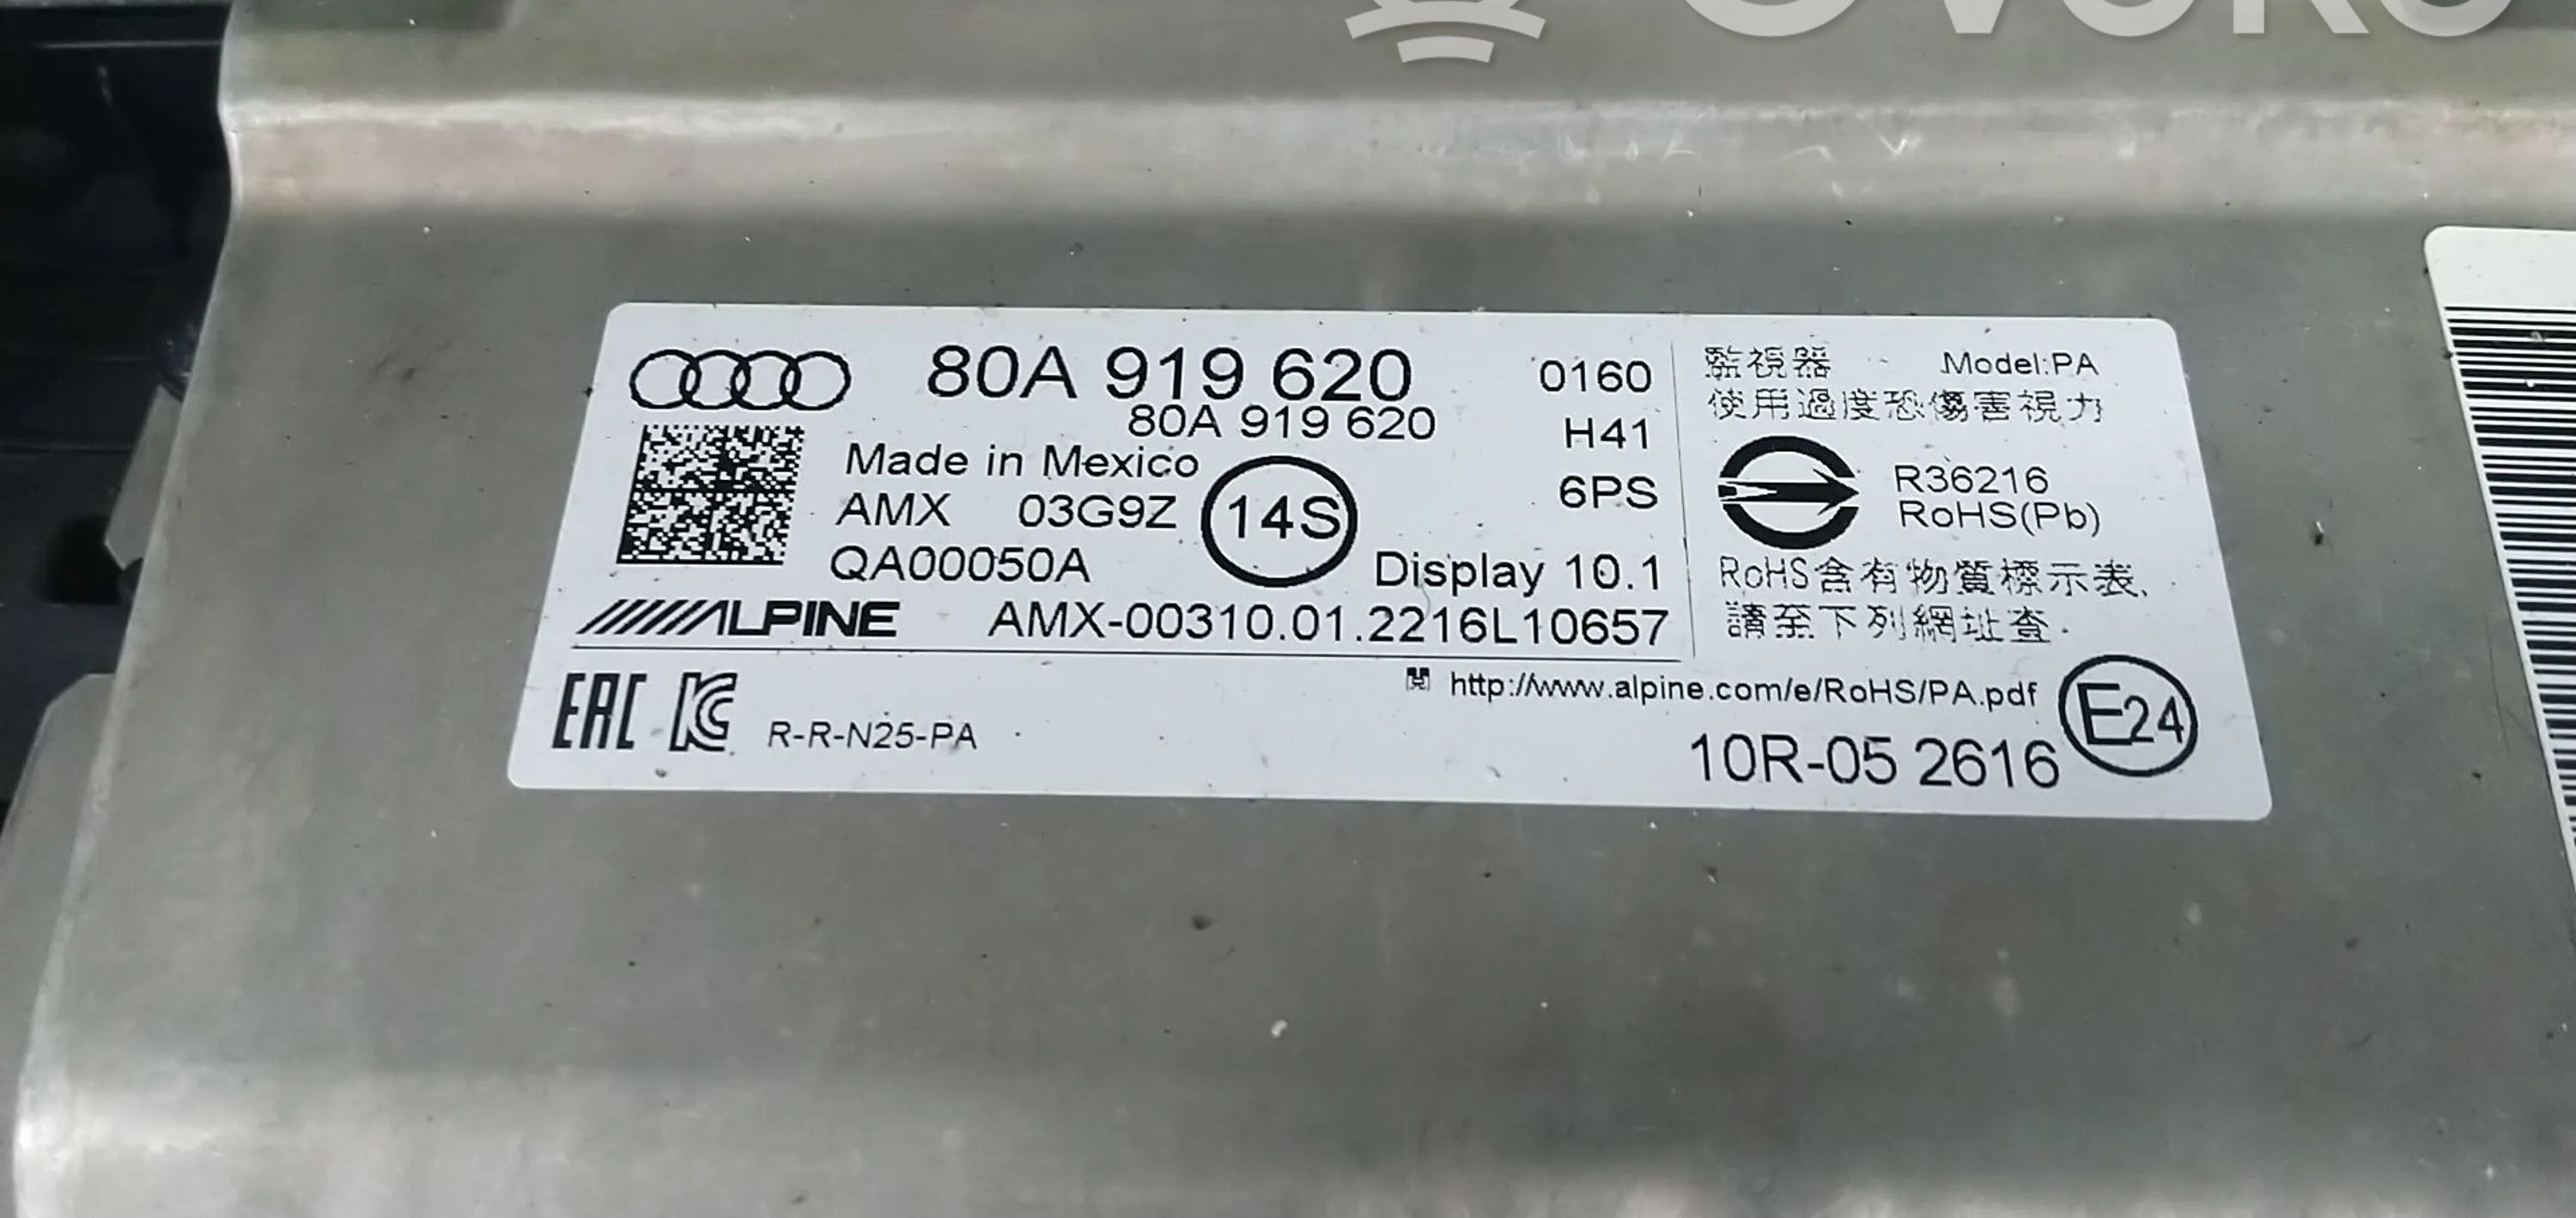 80A 919 620
0160
80A 919 620
H41
Made in Mexico
6PS
AMX 03G9Z
14S
QA00050A
Display 10.1
ALPINE AMX-00310.01.2216L10657
監視器 Model:PA
使用過度恐傷害視力
R36216
RoHS(Pb)
RoHS含有物質標示表,
請至下列網址查.
http://www.alpine.com/e/RoHS/PA.pdf
EAC KC R-R-N25-PA
10R-05 2616
E24